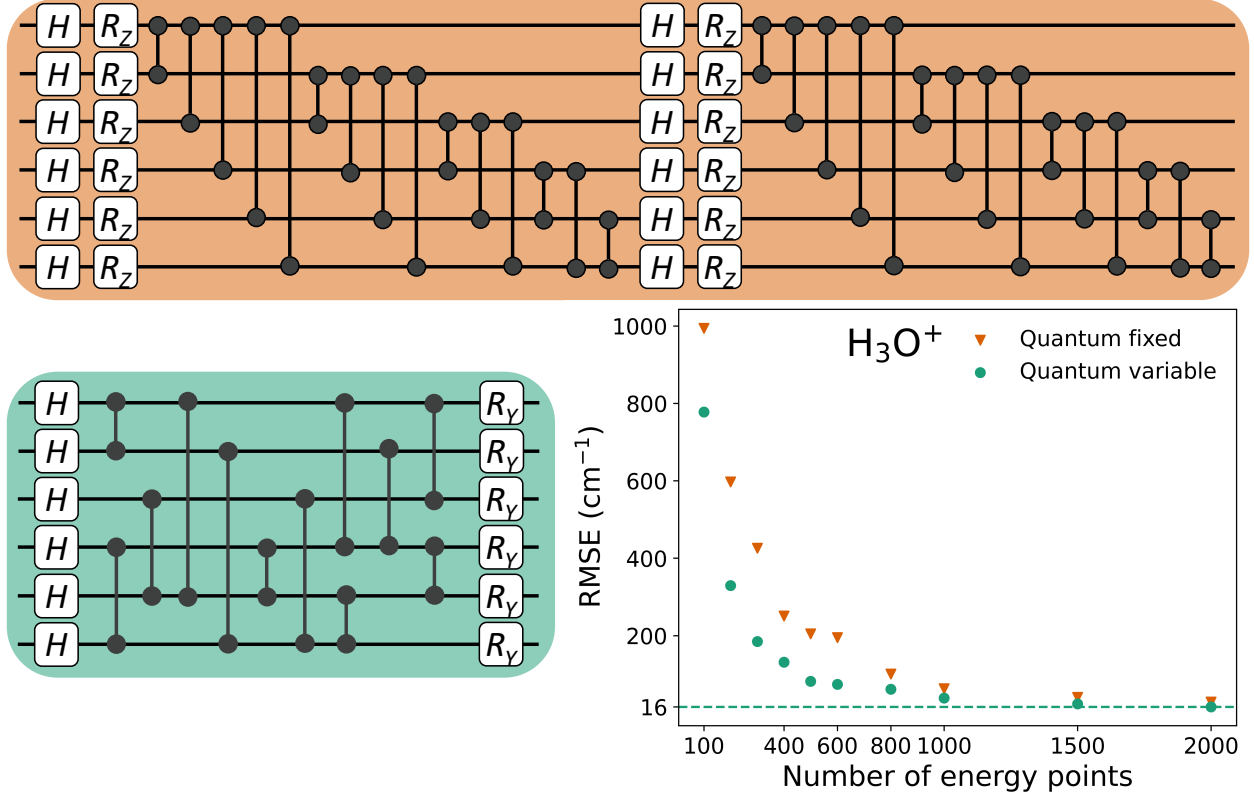 H R_Z H R_Z
H R_Z H R_Z
H R_Z H R_Z
H R_Z H R_Z
H R_Z H R_Z
H R_Z H R_Z
H R_Y
H R_Y
H R_Y
H R_Y
H R_Y
H R_Y
H₃O⁺
Quantum fixed
Quantum variable
RMSE (cm⁻¹)
1000
800
600
400
200
16
100 400 600 800 1000 1500 2000
Number of energy points